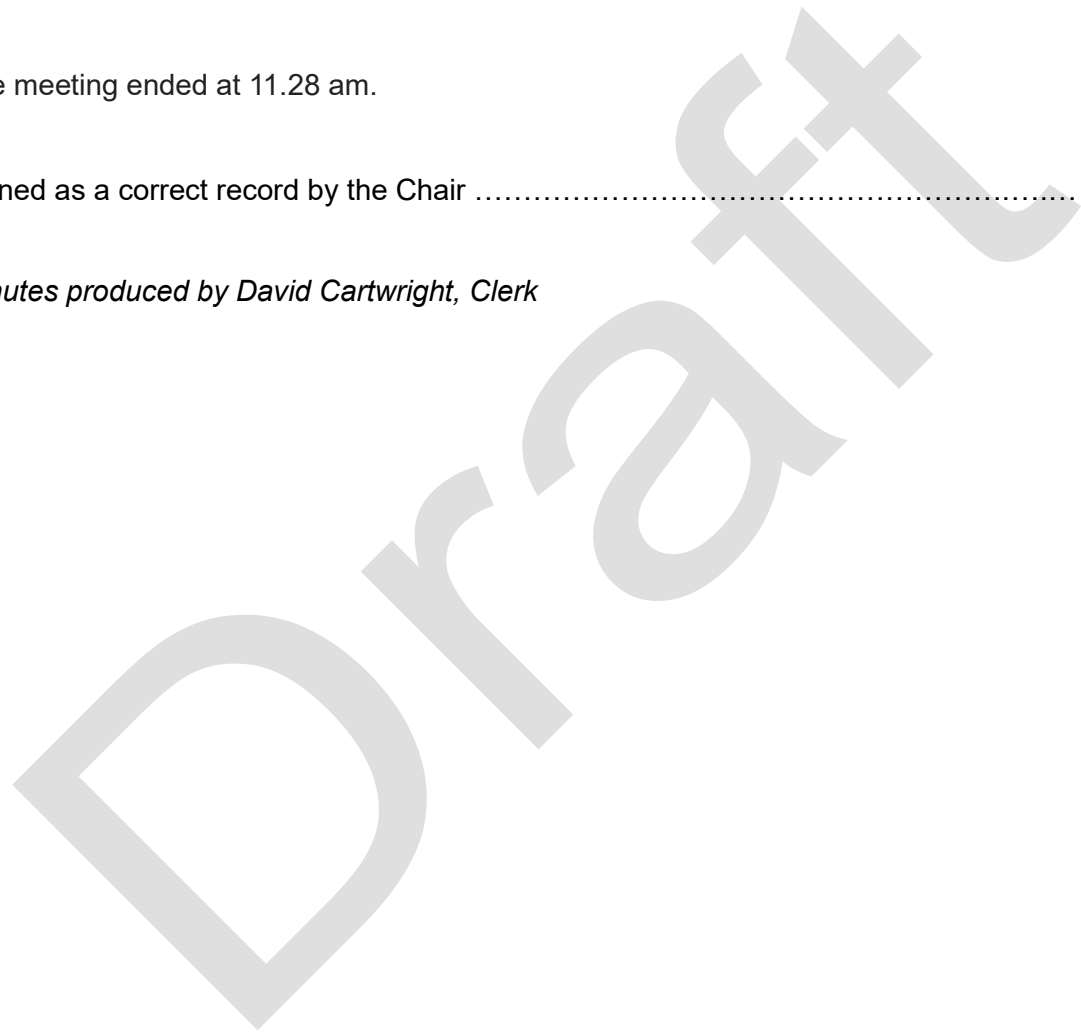 e meeting ended at 11.28 am.
ned as a correct record by the Chair ………………………………………………………
nutes produced by David Cartwright, Clerk
Draft